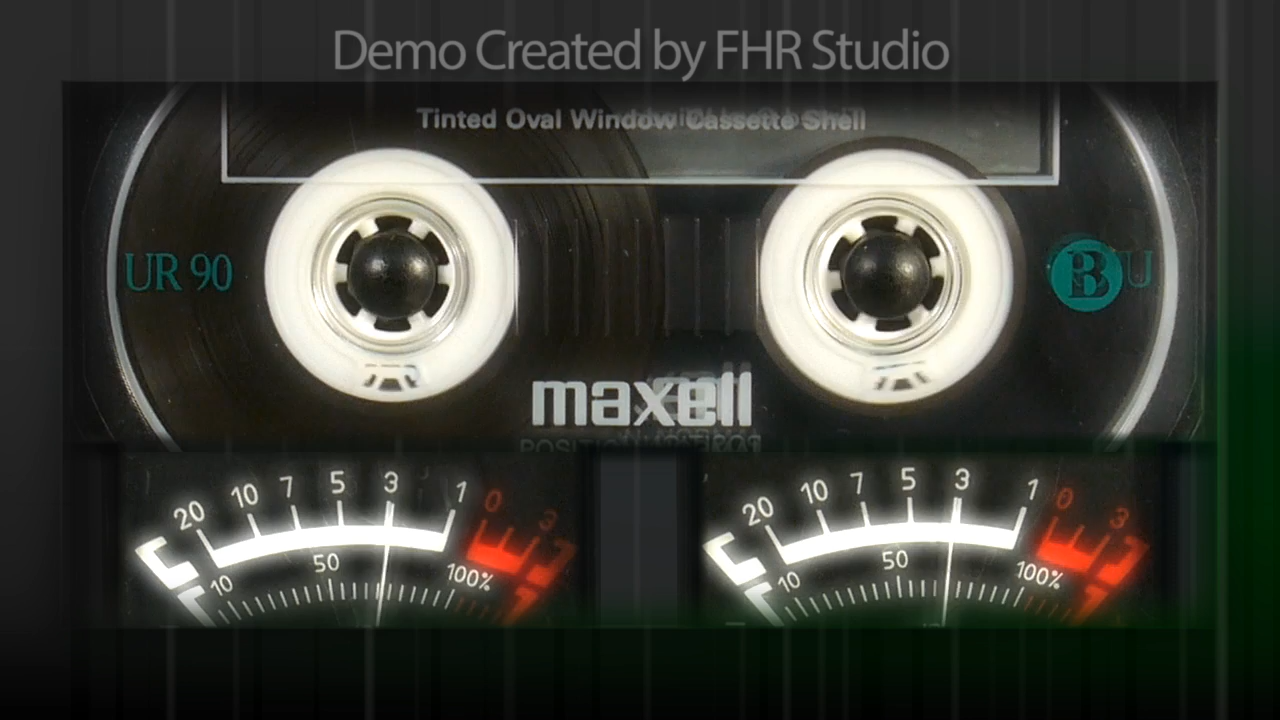 Demo Created by FHR Studio
Tinted Oval Window Cassette Shell
UR 90
B
U
maxell
20 10 7 5 3 1 0 3
10 50 100%
20 10 7 5 3 1 0 3
10 50 100%